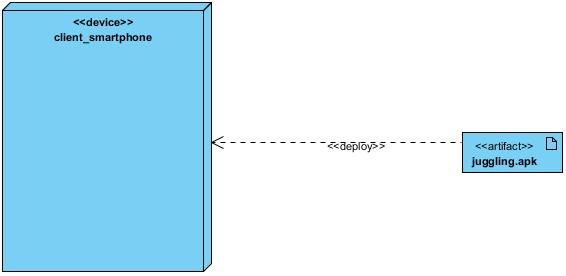 <<device>>
client_smartphone
<<deploy>>
<<artifact>>
juggling.apk